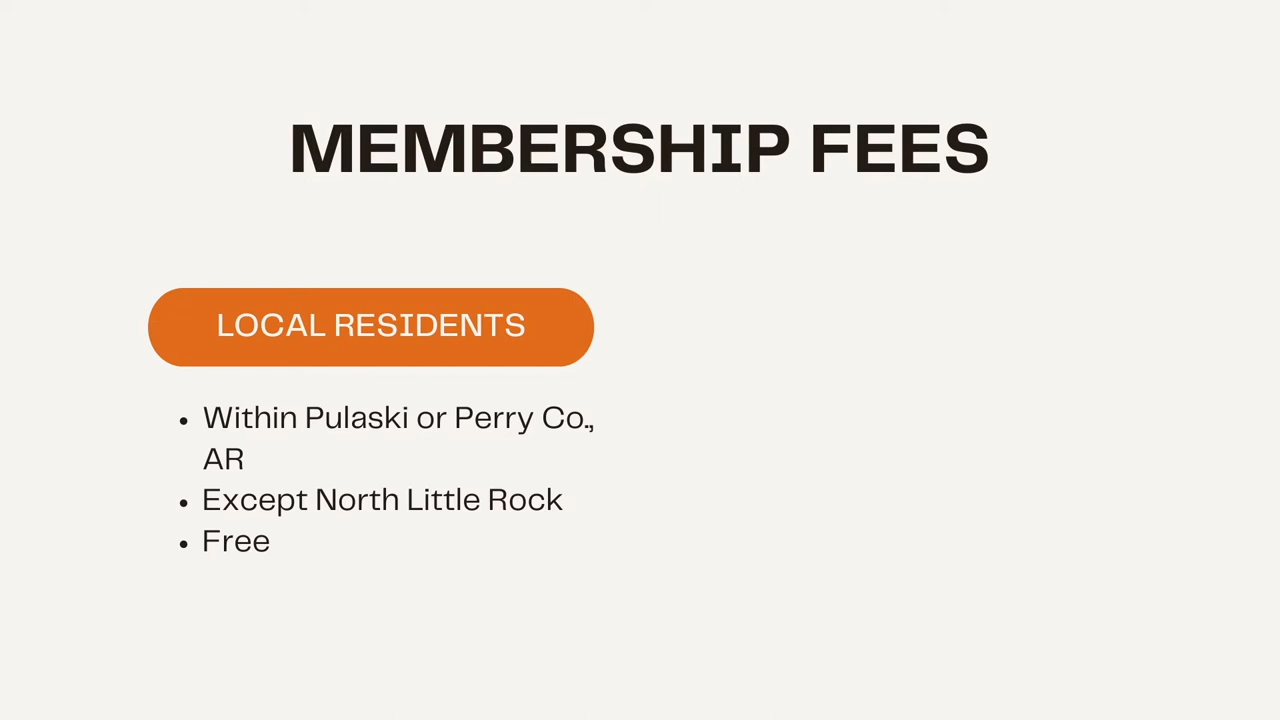 MEMBERSHIP FEES
LOCAL RESIDENTS
• Within Pulaski or Perry Co.,
AR
• Except North Little Rock
• Free